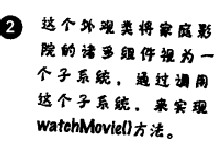 2 这个外观类将家庭影
院的诸多组件视为一
个子系统，通过调用
这个子系统，来实现
watchMovie()方法。